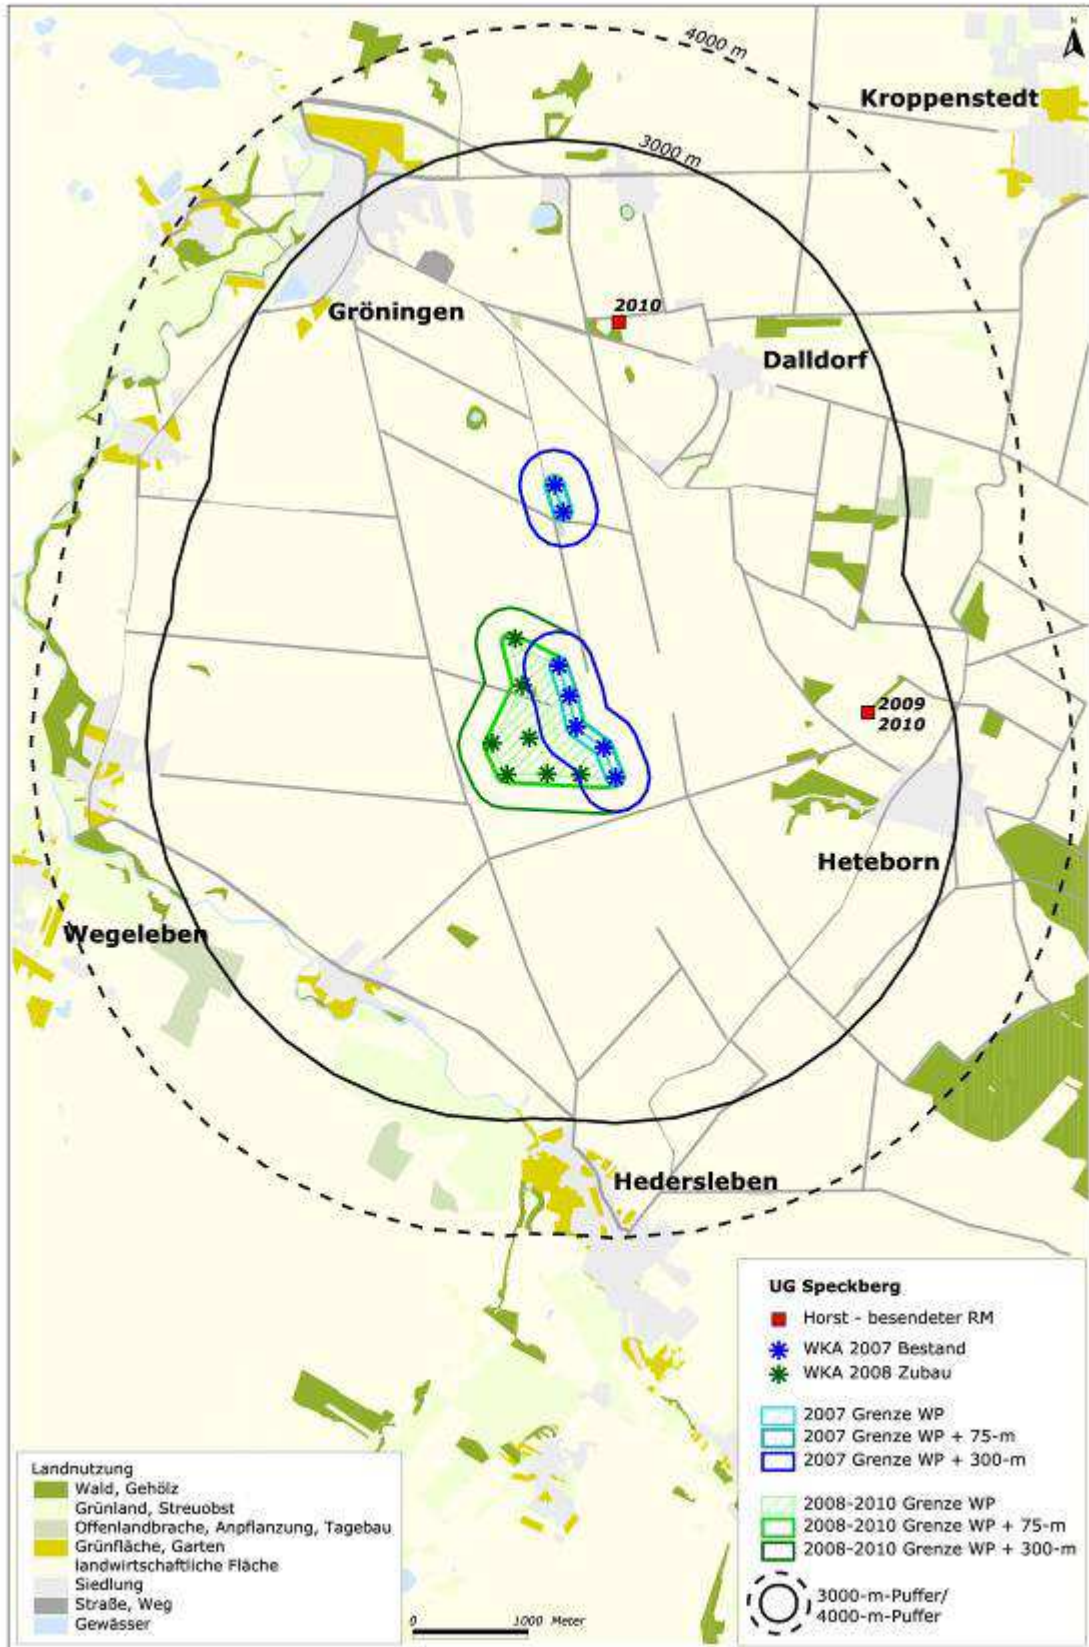 N
4000 m
Kroppenstedt
3000 m
Gröningen
2010
Dalldorf
2009
2010
Heteborn
Wegeleben
Hedersleben
UG Speckberg
Horst - besendeter RM
WKA 2007 Bestand
WKA 2008 Zubau
2007 Grenze WP
2007 Grenze WP + 75-m
2007 Grenze WP + 300-m
2008-2010 Grenze WP
2008-2010 Grenze WP + 75-m
2008-2010 Grenze WP + 300-m
3000-m-Puffer/
4000-m-Puffer
Landnutzung
Wald, Gehölz
Grünland, Streuobst
Offenlandbrache, Anpflanzung, Tagebau
Grünfläche, Garten
landwirtschaftliche Fläche
Siedlung
Straße, Weg
Gewässer
0 1000 Meter